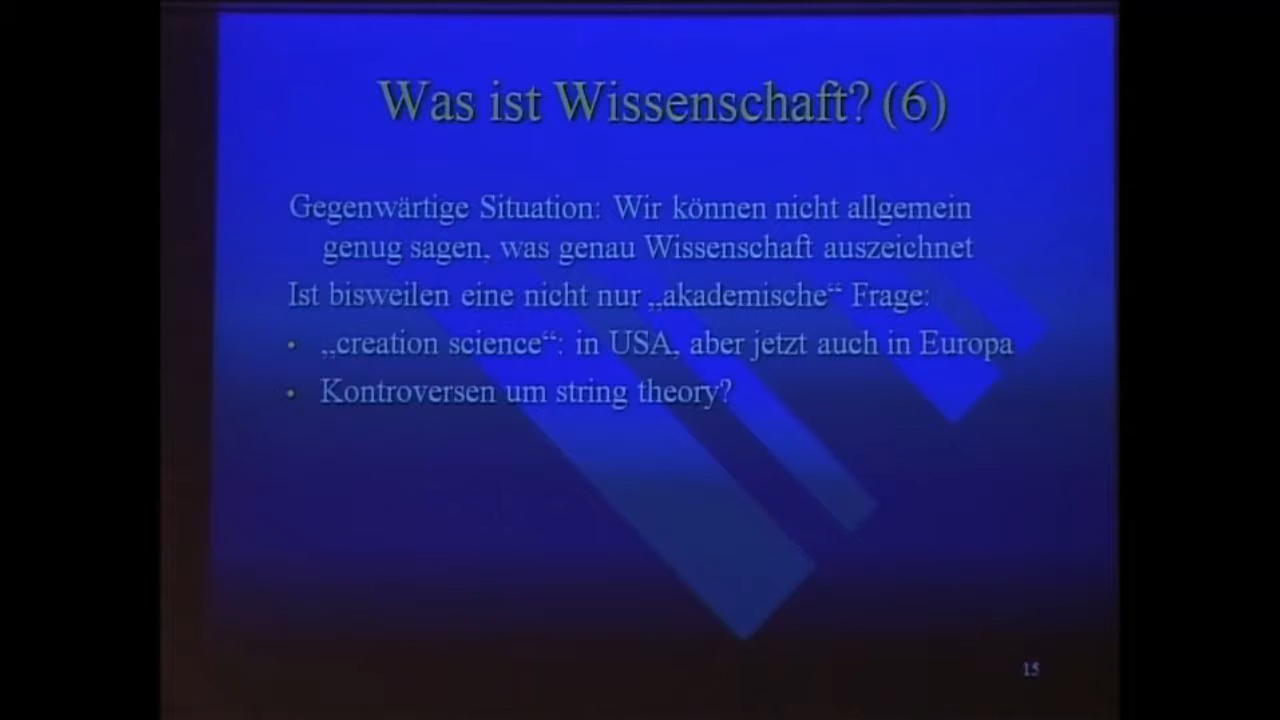 Was ist Wissenschaft? (6)
Gegenwärtige Situation: Wir können nicht allgemein
genug sagen, was genau Wissenschaft auszeichnet
Ist bisweilen eine nicht nur „akademische“ Frage:
• „creation science“: in USA, aber jetzt auch in Europa
• Kontroversen um string theory?
15